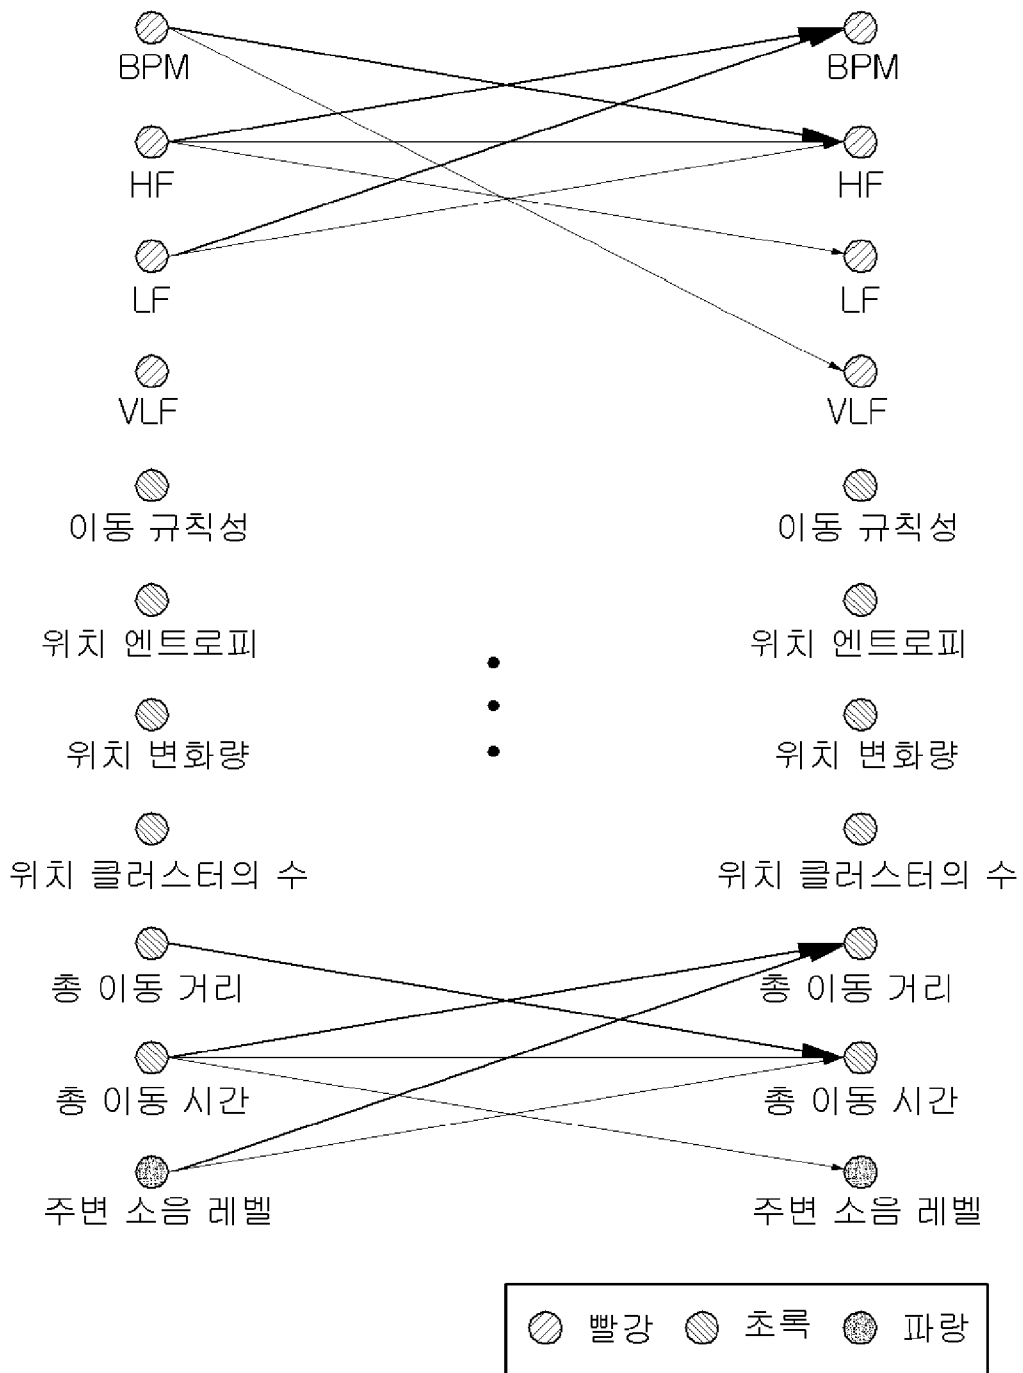 BPM BPM
HF HF
LF LF
VLF VLF
이동 규칙성 이동 규칙성
위치 엔트로피 위치 엔트로피
위치 변화량 위치 변화량
위치 클러스터의 수 위치 클러스터의 수
총 이동 거리 총 이동 거리
총 이동 시간 총 이동 시간
주변 소음 레벨 주변 소음 레벨
빨강 초록 파랑